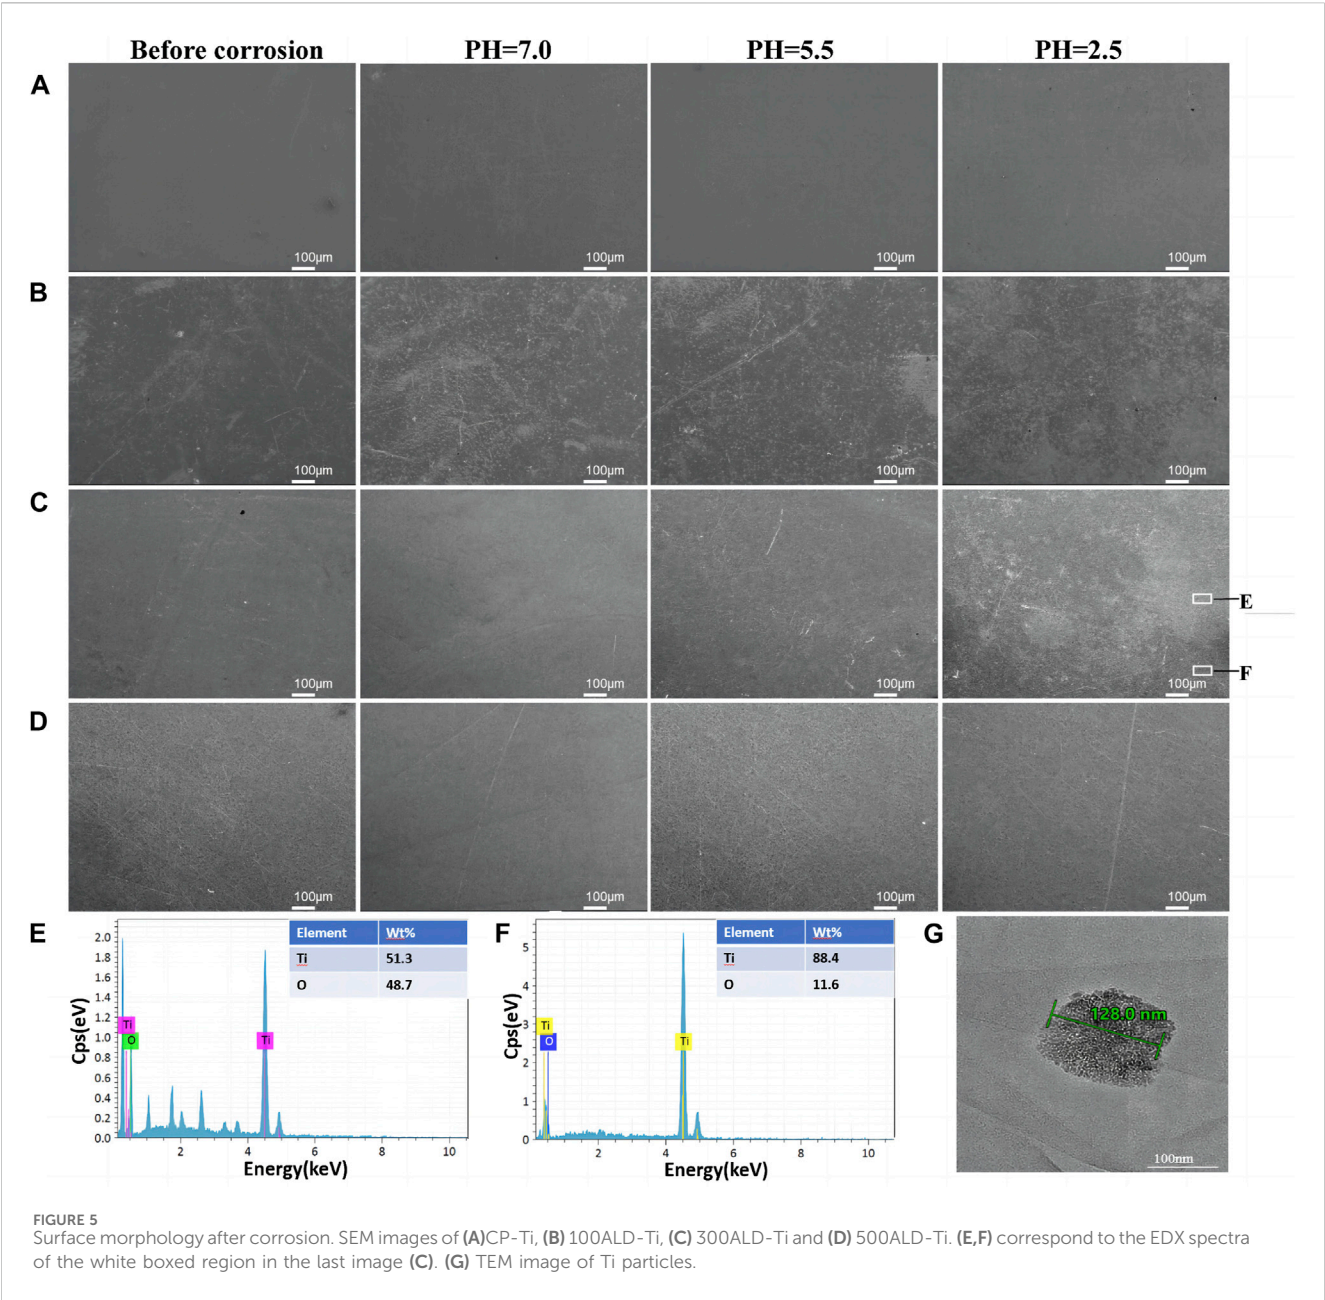 Before corrosion PH=7.0 PH=5.5 PH=2.5
A
100μm 100μm 100μm 100μm
B
100μm 100μm 100μm 100μm
C
E
F
100μm 100μm 100μm 100μm
D
100μm 100μm 100μm 100μm
E
Element Wt%
Ti 51.3
O 48.7
2.0
1.8
1.6
1.4
1.2
1.0
0.8
0.6
0.4
0.2
0.0
Cps(eV)
Ti
O
Ti
2 4 6 8 10
Energy(keV)
F
Element Wt%
Ti 88.4
O 11.6
5
4
3
2
1
0
Cps(eV)
Ti
O
Ti
2 4 6 8 10
Energy(keV)
G
128.0 nm
100nm
FIGURE 5
Surface morphology after corrosion. SEM images of (A)CP-Ti, (B) 100ALD-Ti, (C) 300ALD-Ti and (D) 500ALD-Ti. (E,F) correspond to the EDX spectra
of the white boxed region in the last image (C). (G) TEM image of Ti particles.